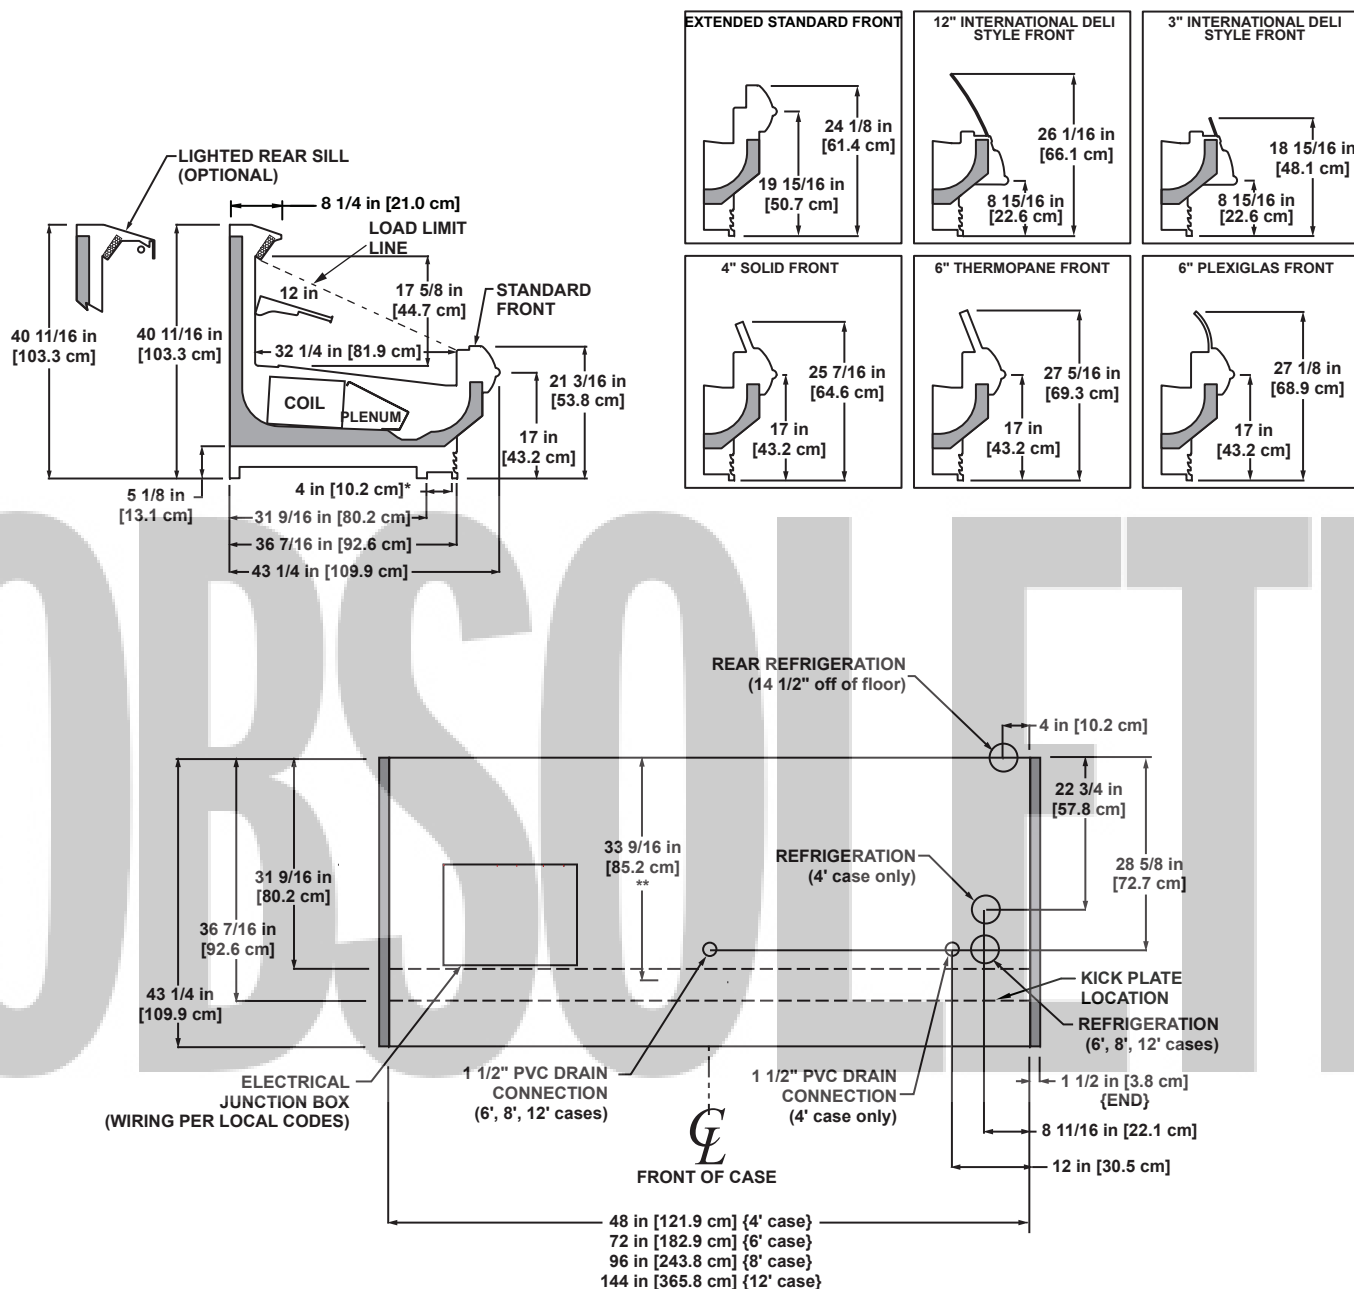 EXTENDED STANDARD FRONT
24 1/8 in
[61.4 cm]
19 15/16 in
[50.7 cm]
12" INTERNATIONAL DELI
STYLE FRONT
26 1/16 in
[66.1 cm]
8 15/16 in
[22.6 cm]
3" INTERNATIONAL DELI
STYLE FRONT
18 15/16 in
[48.1 cm]
8 15/16 in
[22.6 cm]
LIGHTED REAR SILL
(OPTIONAL)
8 1/4 in [21.0 cm]
LOAD LIMIT
LINE
12 in
17 5/8 in
[44.7 cm]
STANDARD
FRONT
40 11/16 in
[103.3 cm]
40 11/16 in
[103.3 cm]
32 1/4 in [81.9 cm]
COIL
PLENUM
21 3/16 in
[53.8 cm]
17 in
[43.2 cm]
5 1/8 in
[13.1 cm]
4 in [10.2 cm]*
31 9/16 in [80.2 cm]
36 7/16 in [92.6 cm]
43 1/4 in [109.9 cm]
4" SOLID FRONT
25 7/16 in
[64.6 cm]
17 in
[43.2 cm]
6" THERMOPANE FRONT
27 5/16 in
[69.3 cm]
17 in
[43.2 cm]
6" PLEXIGLAS FRONT
27 1/8 in
[68.9 cm]
17 in
[43.2 cm]
REAR REFRIGERATION
(14 1/2" off of floor)
4 in [10.2 cm]
22 3/4 in
[57.8 cm]
33 9/16 in
[85.2 cm]
**
REFRIGERATION
(4' case only)
28 5/8 in
[72.7 cm]
31 9/16 in
[80.2 cm]
36 7/16 in
[92.6 cm]
43 1/4 in
[109.9 cm]
KICK PLATE
LOCATION
REFRIGERATION
(6', 8', 12' cases)
ELECTRICAL
JUNCTION BOX
(WIRING PER LOCAL CODES)
1 1/2" PVC DRAIN
CONNECTION
(6', 8', 12' cases)
1 1/2" PVC DRAIN
CONNECTION
(4' case only)
1 1/2 in [3.8 cm]
{END}
8 11/16 in [22.1 cm]
12 in [30.5 cm]
CL
FRONT OF CASE
48 in [121.9 cm] {4' case}
72 in [182.9 cm] {6' case}
96 in [243.8 cm] {8' case}
144 in [365.8 cm] {12' case}